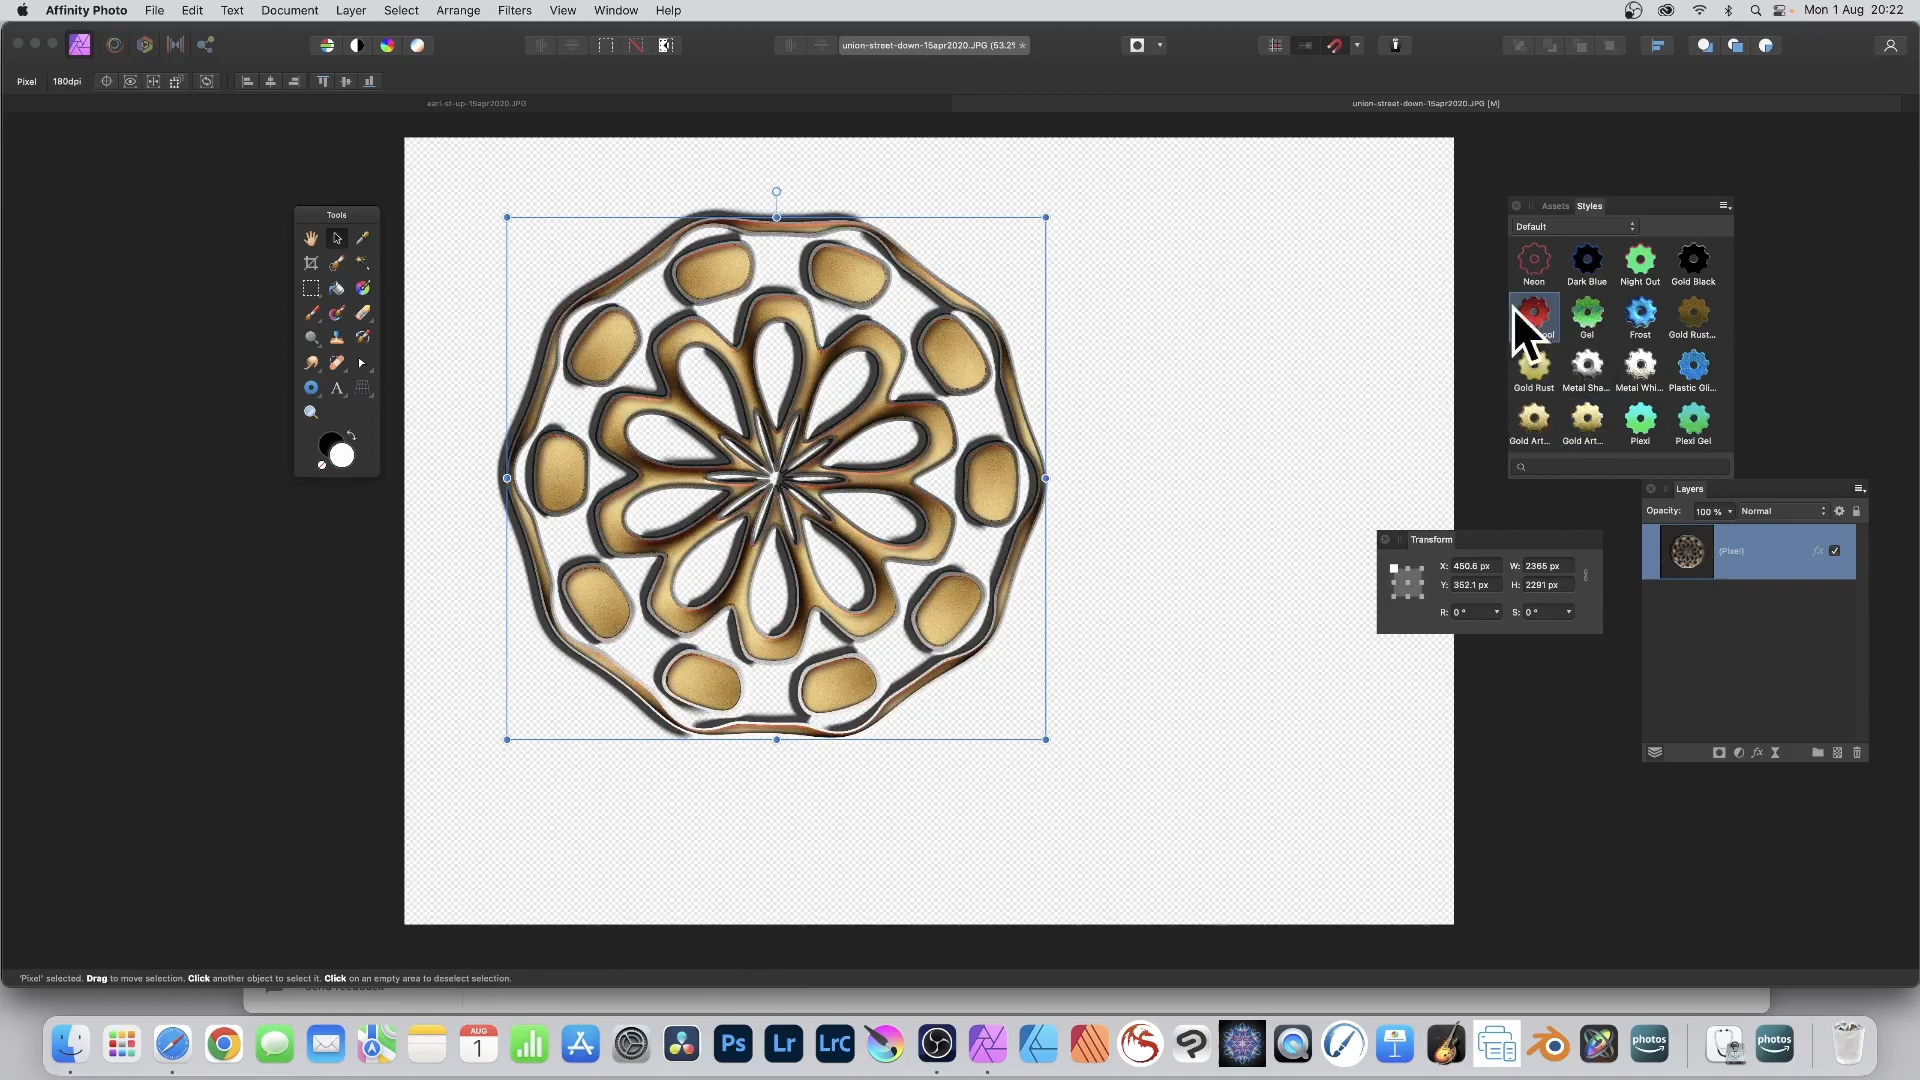 Affinity Photo File Edit Text Document Layer Select Arrange Filters View Window Help Mon 1 Aug 20:22
union-street-down-15apr2020.JPG (53.2%
Pixel 180dpi
earl-st-up-15apr2020.JPG union-street-down-15apr2020.JPG [M]
Tools
Assets Styles
Default
Neon Dark Blue Night Out Gold Black
Gel Frost Gold Rust...
Gold Rust Metal Sha... Metal Whi... Plastic Gli...
Gold Art... Gold Art... Plexi Plexi Gel
Layers
Opacity: 100 % Normal
(Pixel) fx
Transform
X: 450.6 px W: 2365 px
Y: 352.1 px H: 2291 px
R: 0 ° S: 0 °
'Pixel' selected. Drag to move selection. Click another object to select it. Click on an empty area to deselect selection.
AUG
1
Ps Lr LrC photos photos